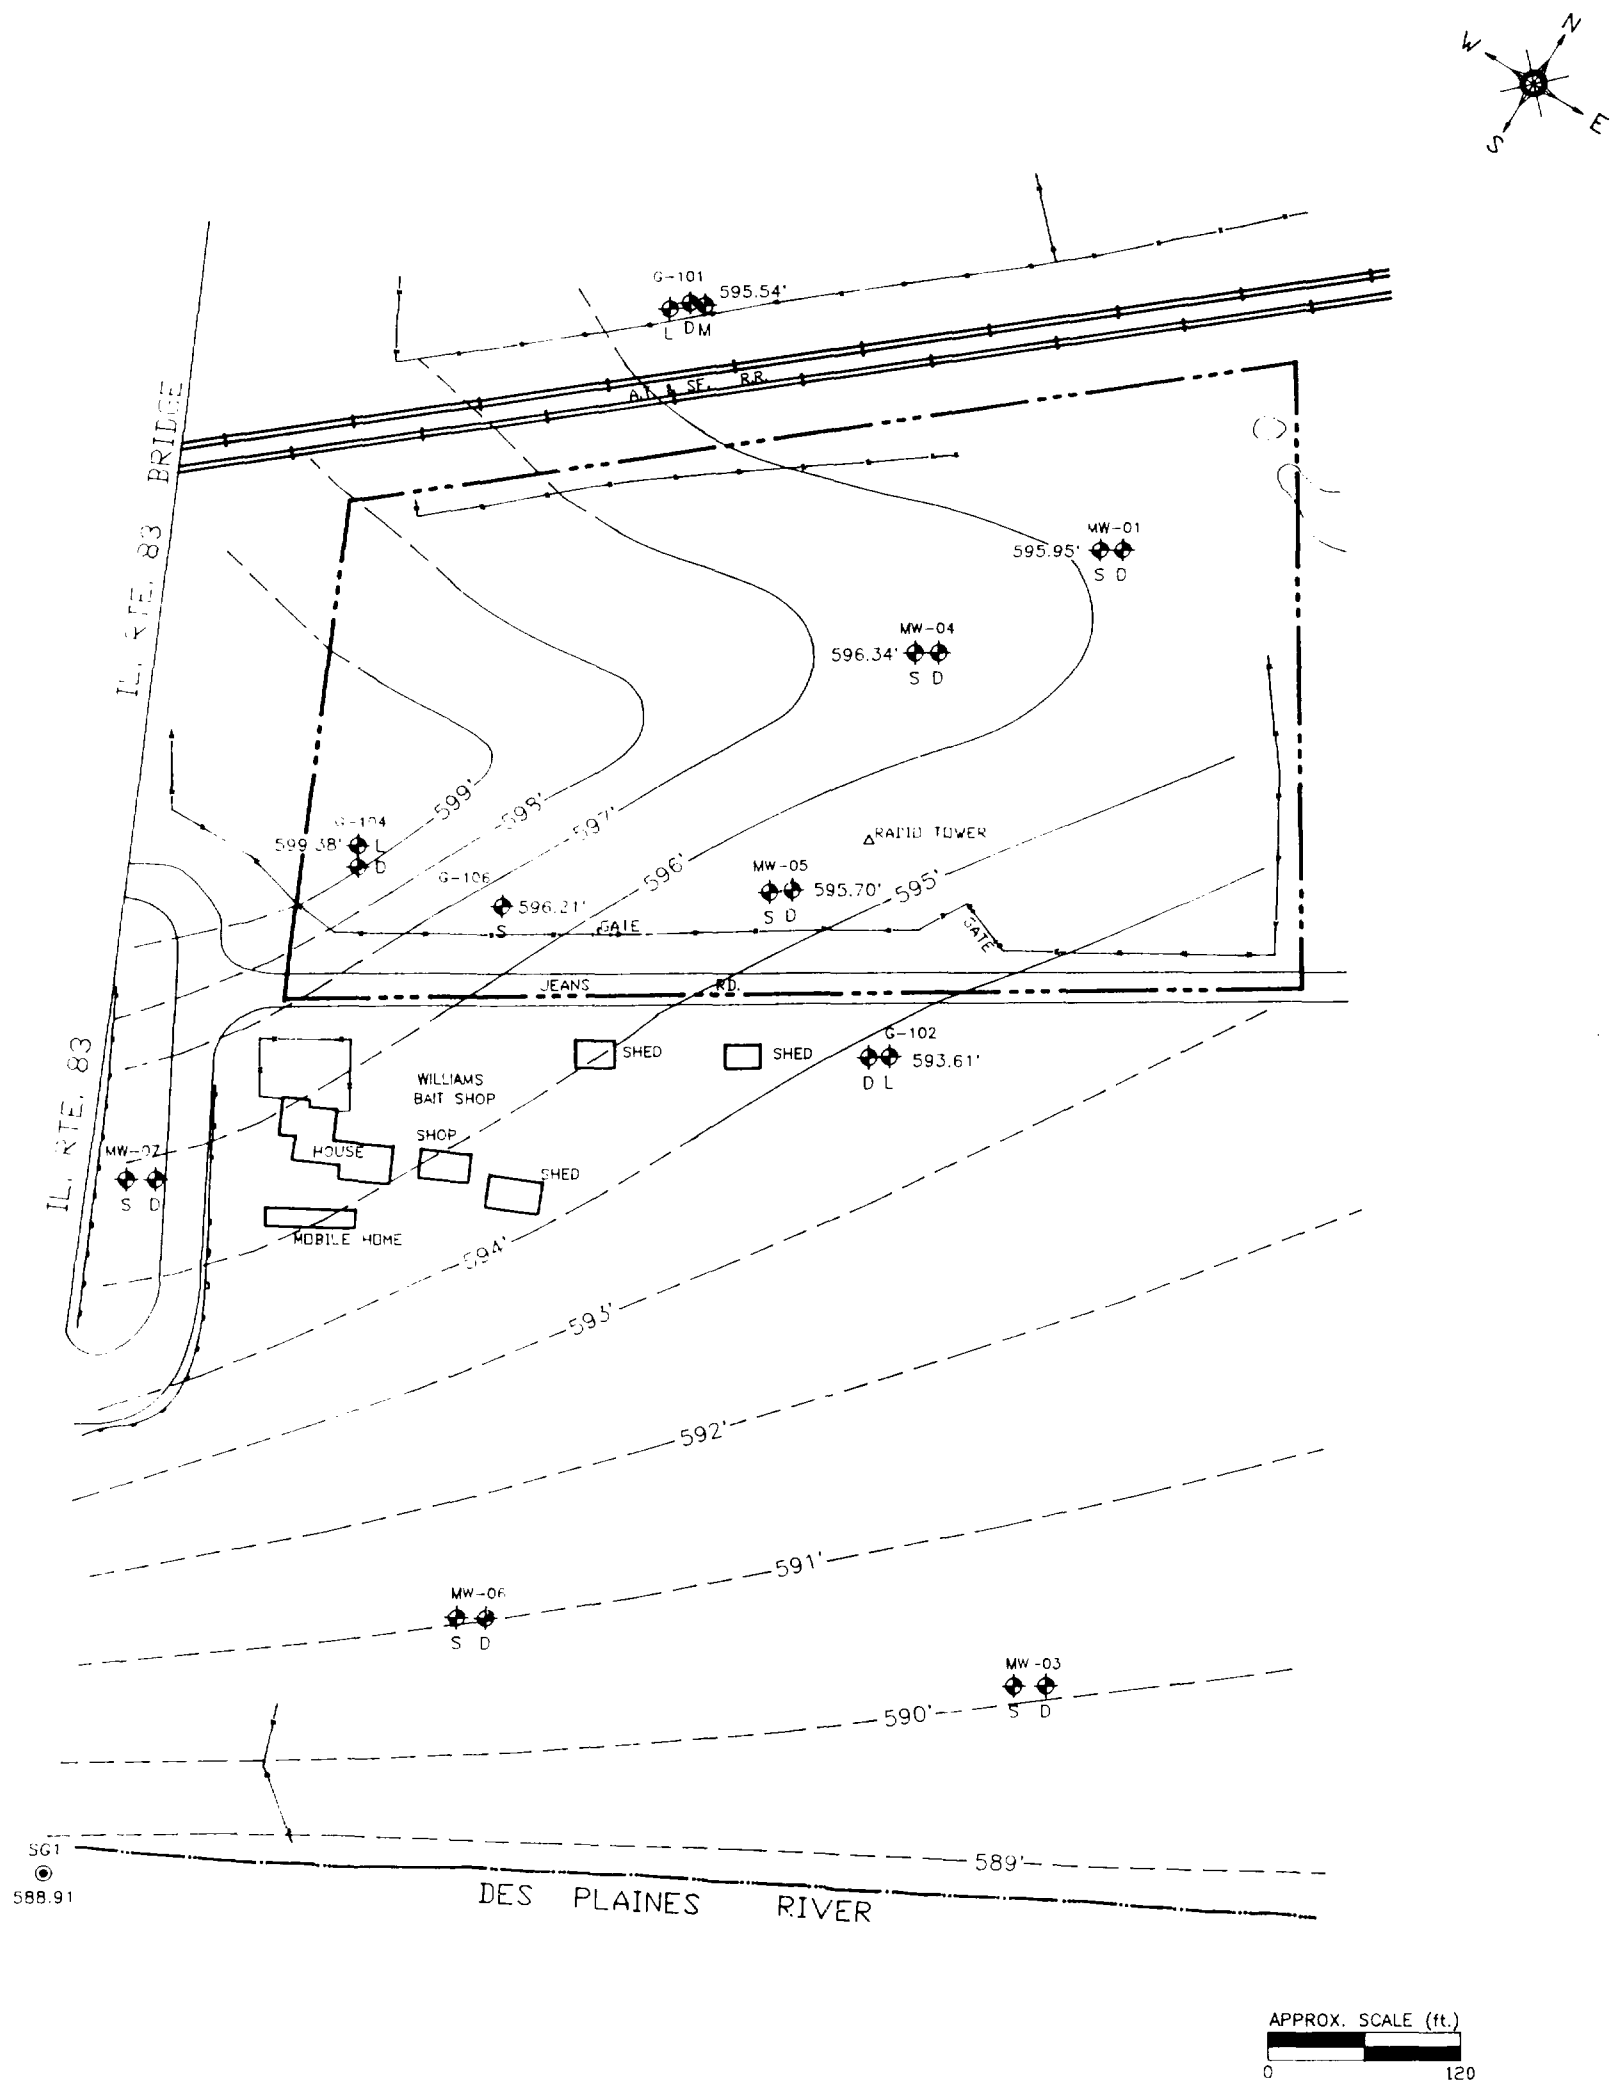 N
W
E
S
G-101
595.54'
L D M
A.T. & SF. R.R.
IL. RTE. 83 BRIDGE
MW-01
595.95'
S D
MW-04
596.34'
S D
599'
598'
597'
596'
595'
RADIO TOWER
G-104
599.38' L
D
G-106
596.21'
S
MW-05
595.70'
S D
GATE
GATE
JEANS RD.
G-102
593.61'
D L
SHED
SHED
WILLIAMS
BAIT SHOP
SHOP
HOUSE
SHED
MOBILE HOME
IL. RTE. 83
MW-02
S D
594'
593'
592'
591'
MW-06
S D
MW-03
S D
590'
589'
SG1
588.91
DES PLAINES RIVER
APPROX. SCALE (ft.)
0 120